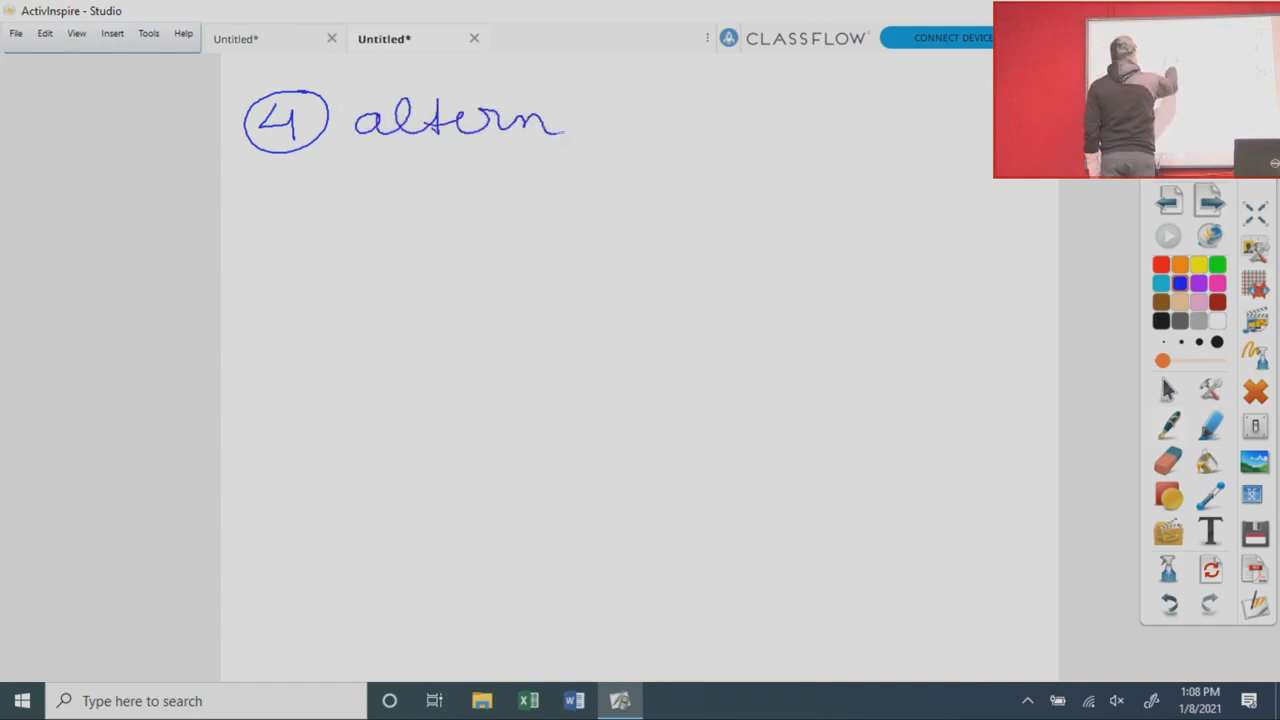 ActivInspire - Studio
File Edit View Insert Tools Help
Untitled* Untitled* CLASSFLOW CONNECT DEVICE
4 altern
Type here to search
1:08 PM
1/8/2021